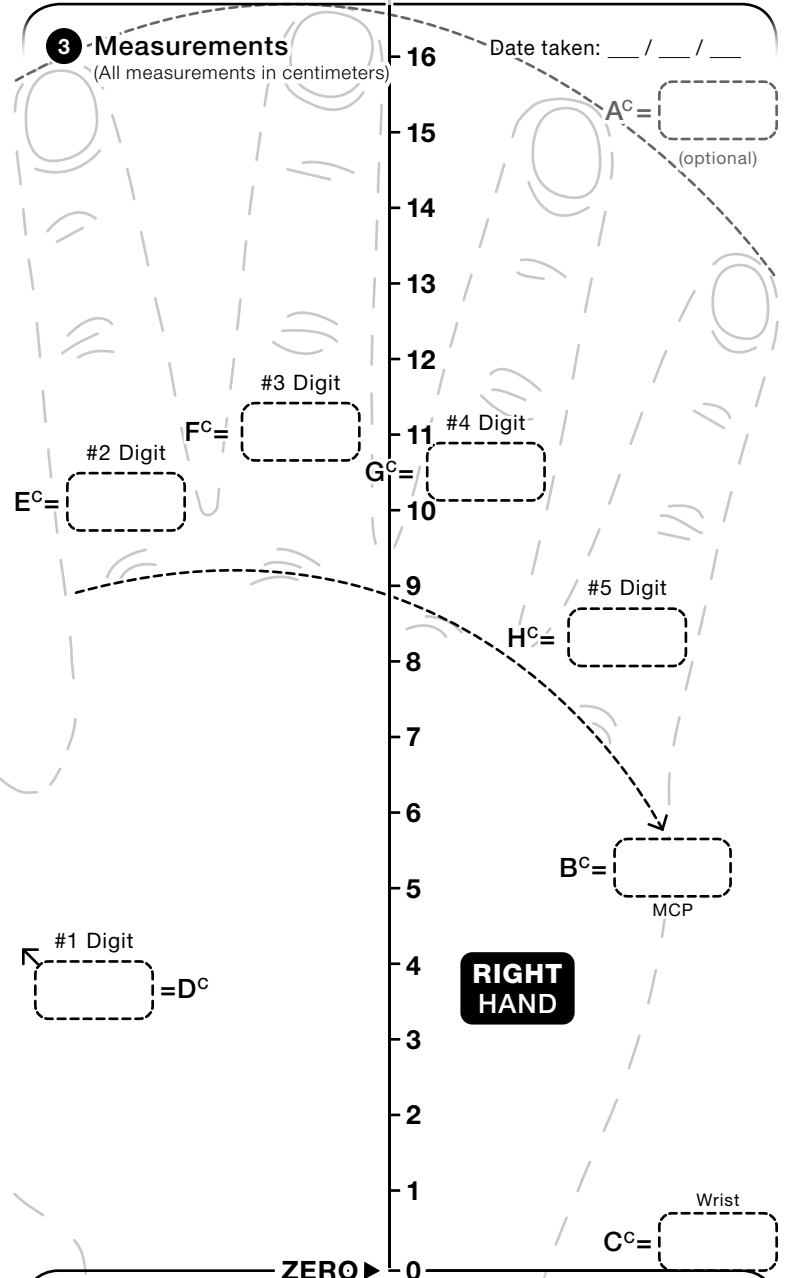 3 Measurements
(All measurements in centimeters)
Date taken: __ / __ / __
16
Aᶜ=
(optional)
15
14
13
12
#3 Digit
Fᶜ=
11
#4 Digit
Gᶜ=
#2 Digit
Eᶜ=
10
9
#5 Digit
Hᶜ=
8
7
6
Bᶜ=
MCP
5
#1 Digit
=Dᶜ
4
RIGHT
HAND
3
2
1
Wrist
Cᶜ=
ZERO ▶ 0